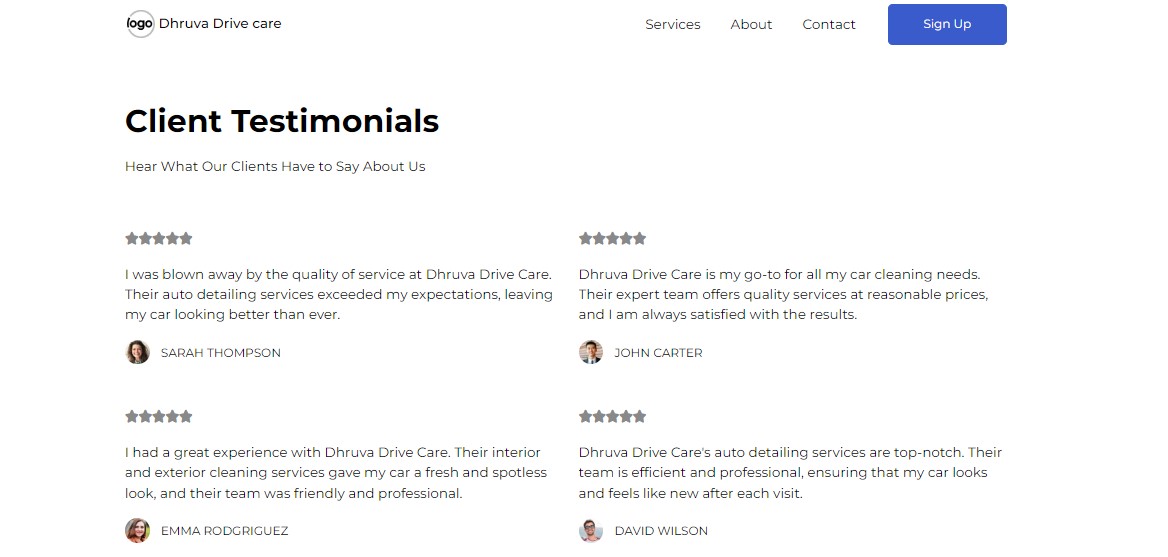 logo Dhruva Drive care
Services About Contact Sign Up
Client Testimonials
Hear What Our Clients Have to Say About Us
I was blown away by the quality of service at Dhruva Drive Care.
Their auto detailing services exceeded my expectations, leaving
my car looking better than ever.
SARAH THOMPSON
Dhruva Drive Care is my go-to for all my car cleaning needs.
Their expert team offers quality services at reasonable prices,
and I am always satisfied with the results.
JOHN CARTER
I had a great experience with Dhruva Drive Care. Their interior
and exterior cleaning services gave my car a fresh and spotless
look, and their team was friendly and professional.
EMMA RODGRIGUEZ
Dhruva Drive Care's auto detailing services are top-notch. Their
team is efficient and professional, ensuring that my car looks
and feels like new after each visit.
DAVID WILSON